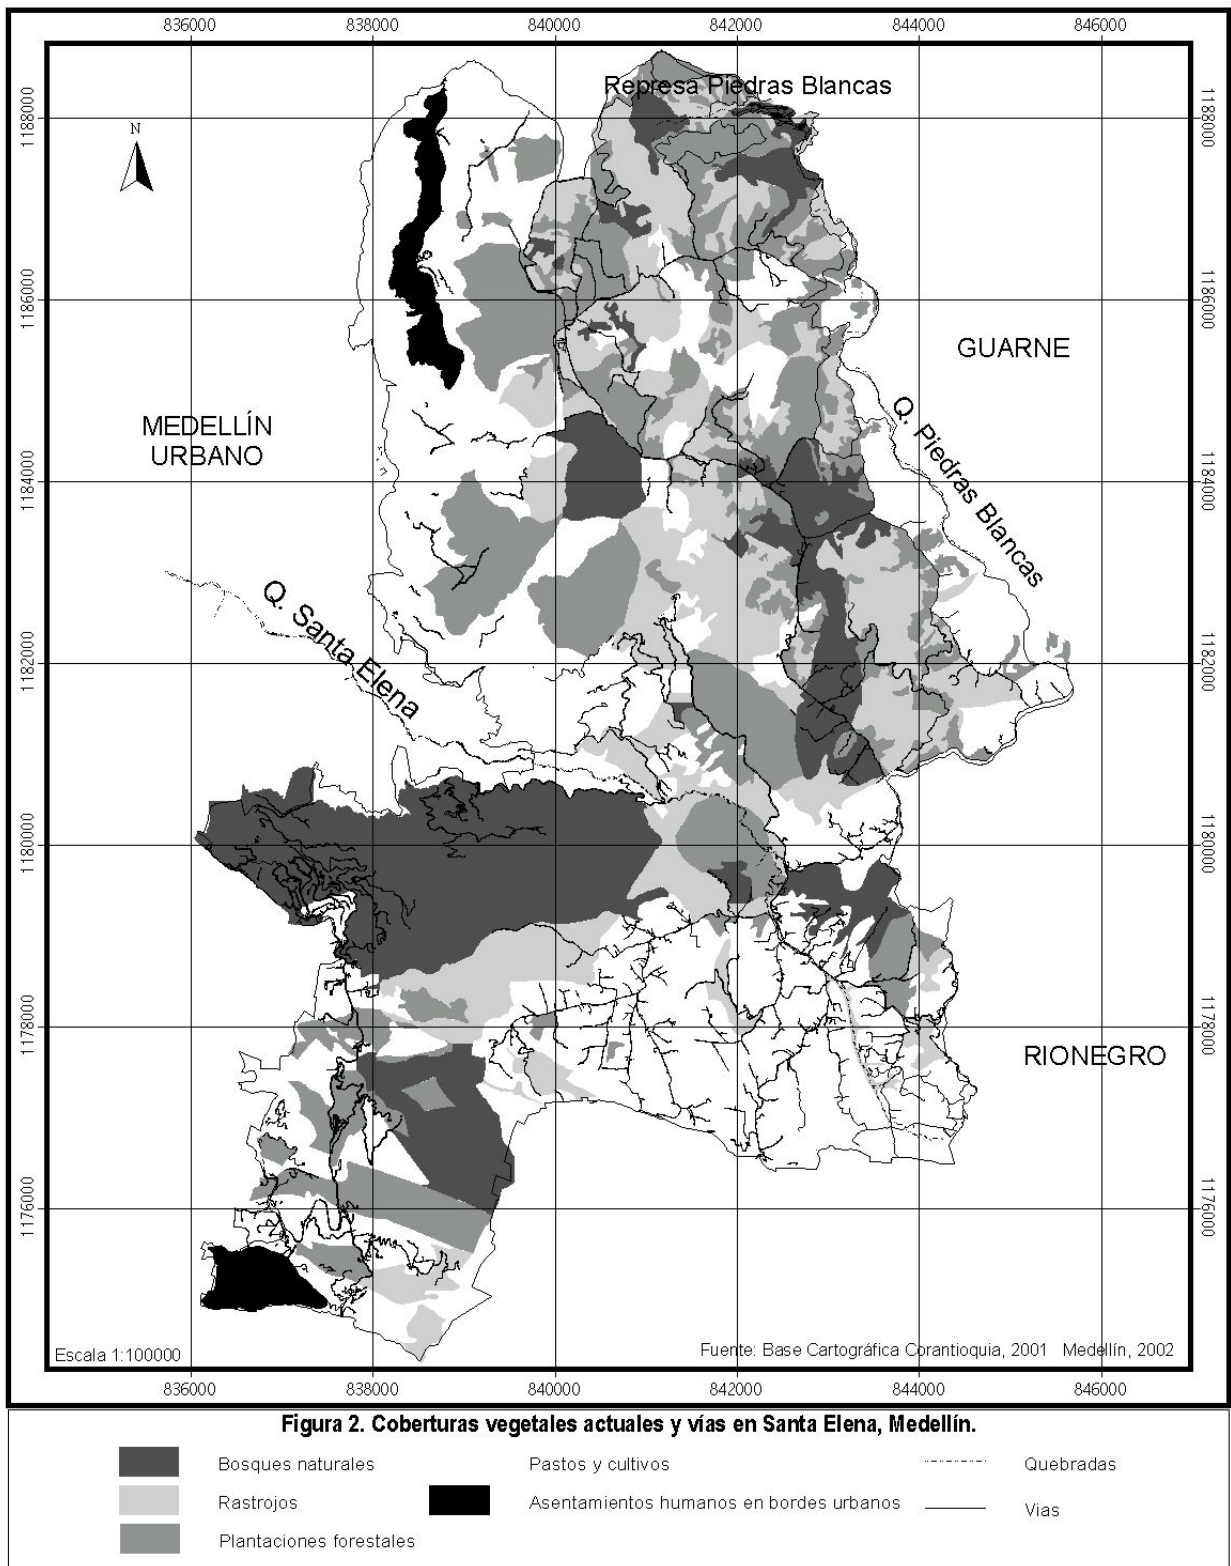 836000 838000 840000 842000 844000 846000
Represa Piedras Blancas
1188000 1188000
N
1186000 1186000
GUARNE
MEDELLÍN
URBANO
Q. Piedras Blancas
1184000 1184000
Q. Santa Elena
1182000 1182000
1180000 1180000
1178000 1178000
RIONEGRO
1176000 1176000
Escala 1:100000
Fuente: Base Cartográfica Corantioquia, 2001 Medellín, 2002
836000 838000 840000 842000 844000 846000
Figura 2. Coberturas vegetales actuales y vías en Santa Elena, Medellín.
Bosques naturales
Pastos y cultivos
Quebradas
Rastrojos
Asentamientos humanos en bordes urbanos
Vias
Plantaciones forestales